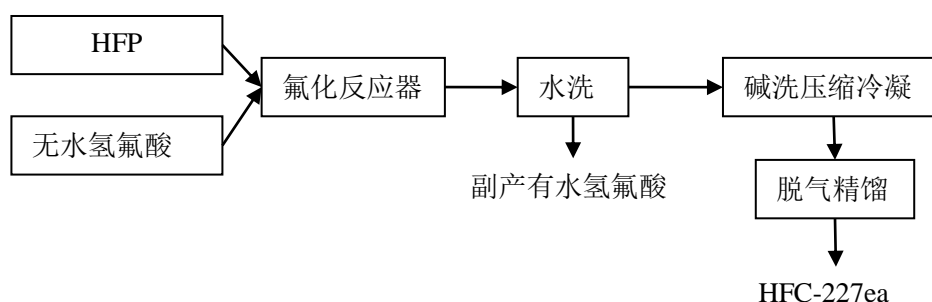 HFP
无水氢氟酸
氟化反应器
水洗
碱洗压缩冷凝
副产有水氢氟酸
脱气精馏
HFC-227ea